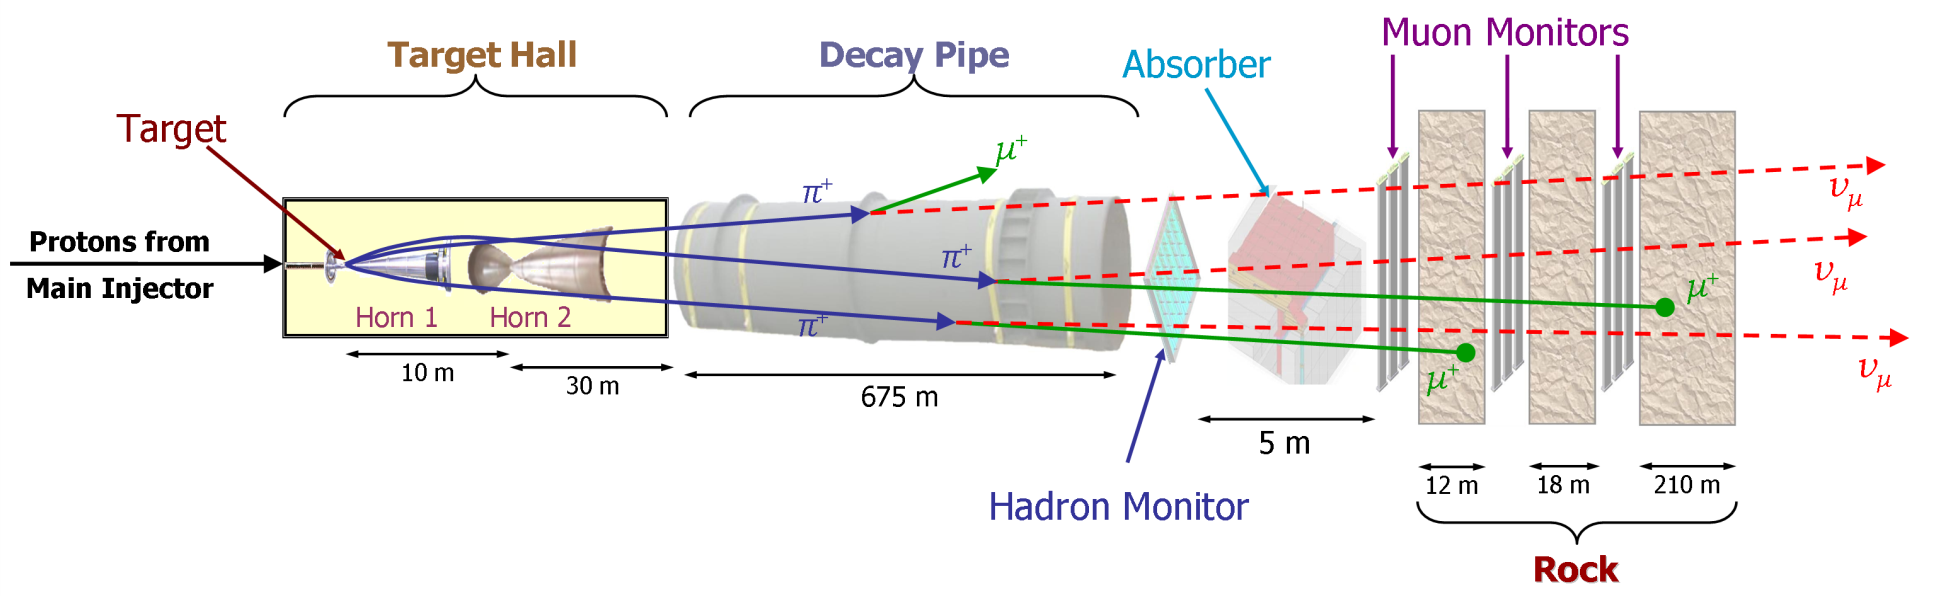 Muon Monitors
Target Hall
Decay Pipe
Absorber
Target
μ+
π+
νμ
Protons from
Main Injector
π+
νμ
μ+
Horn 1
Horn 2
π+
10 m
30 m
675 m
μ+
νμ
5 m
12 m
18 m
210 m
Hadron Monitor
Rock